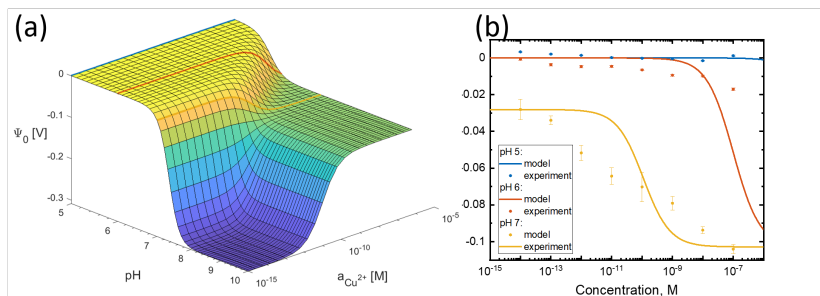 (a)
0
-0.1
-0.2
-0.3
Ψ0 [V]
5
6
7
8
9
10
pH
10-15
10-10
10-5
aCu2+ [M]
(b)
0
-0.02
-0.04
-0.06
-0.08
-0.1
pH 5:
model
experiment
pH 6:
model
experiment
pH 7:
model
experiment
10-15 10-13 10-11 10-9 10-7
Concentration, M